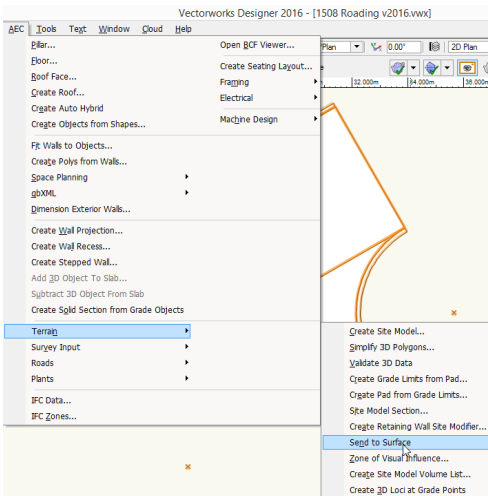 Vectorworks Designer 2016 - [1508 Roading v2016.vwx]
AEC Tools Text Window Cloud Help
Plan 0.00° 2D Plan
32.000m 34.000m 38.000m
Pillar...
Floor...
Roof Face...
Create Roof...
Create Auto Hybrid
Create Objects from Shapes...
Fit Walls to Objects...
Create Polys from Walls...
Space Planning
gbXML
Dimension Exterior Walls...
Create Wall Projection...
Create Wall Recess...
Create Stepped Wall...
Add 3D Object To Slab...
Subtract 3D Object From Slab
Create Solid Section from Grade Objects
Terrain
Survey Input
Roads
Plants
IFC Data...
IFC Zones...
Open BCF Viewer...
Create Seating Layout...
Framing
Electrical
Machine Design
Create Site Model...
Simplify 3D Polygons...
Validate 3D Data
Create Grade Limits from Pad...
Create Pad from Grade Limits...
Site Model Section...
Create Retaining Wall Site Modifier...
Send to Surface
Zone of Visual Influence...
Create Site Model Volume List...
Create 3D Loci at Grade Points